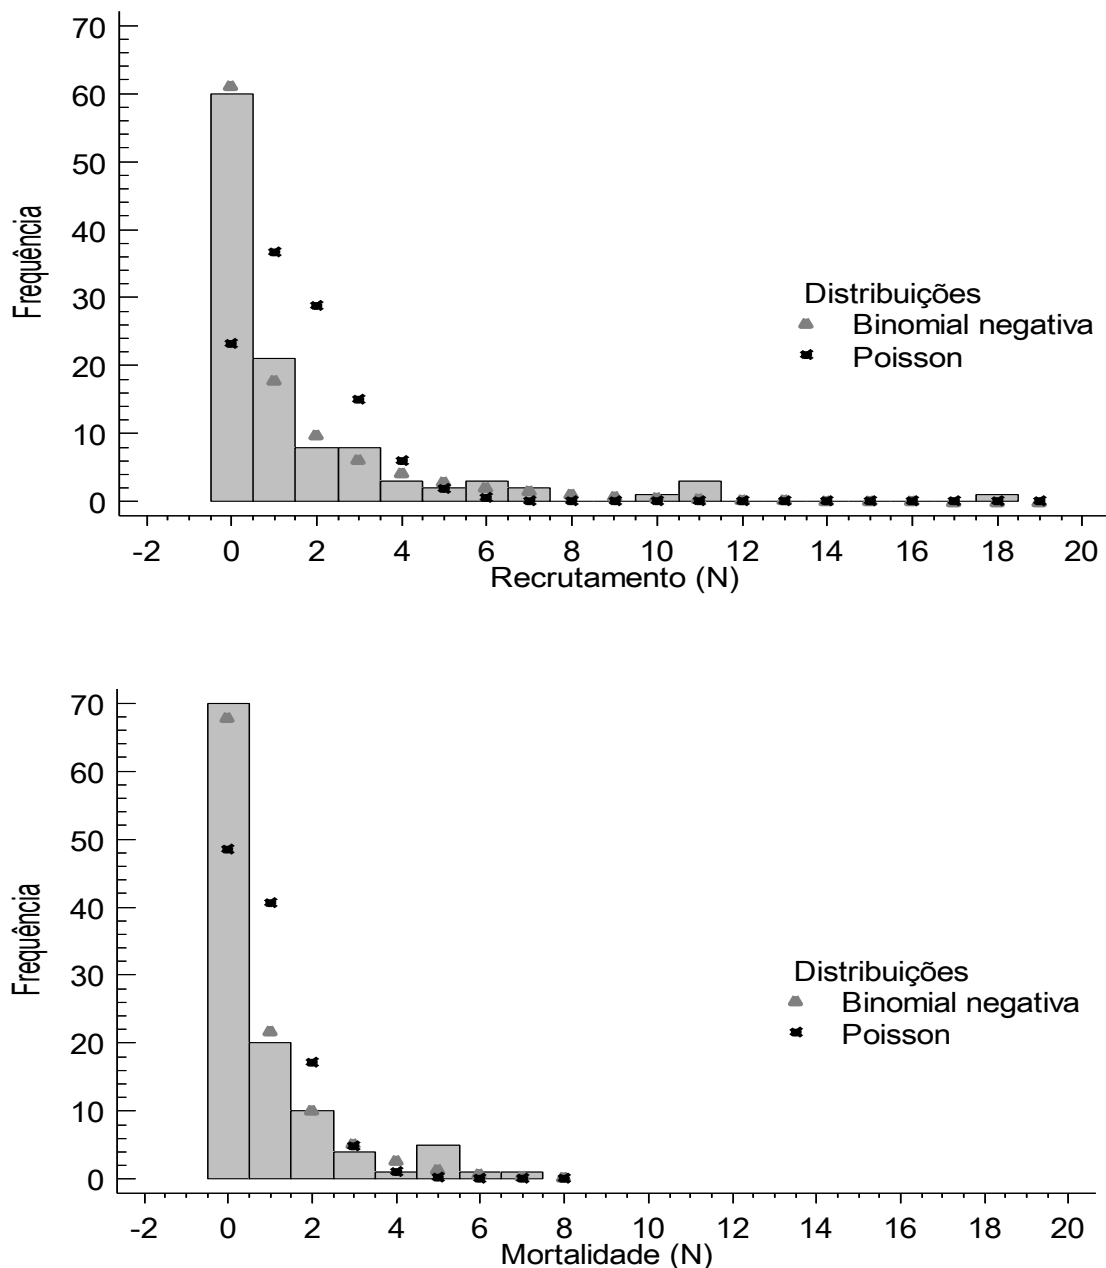 70
60
50
40
30
20
10
0
Frequência
Distribuições
Binomial negativa
Poisson
-2 0 2 4 6 8 10 12 14 16 18 20
Recrutamento (N)
70
60
50
40
30
20
10
0
Frequência
Distribuições
Binomial negativa
Poisson
-2 0 2 4 6 8 10 12 14 16 18 20
Mortalidade (N)